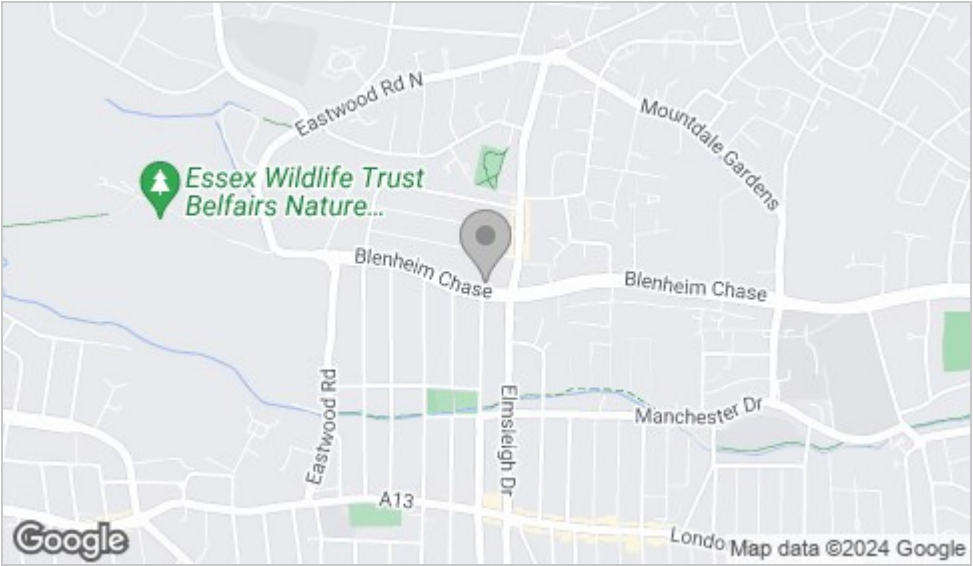 Eastwood Rd N
Mountdale Gardens
Essex Wildlife Trust
Belfairs Nature...
Blenheim Chase
Blenheim Chase
Eastwood Rd
Elmsleigh Dr
Manchester Dr
A13
Londo
Google
Map data ©2024 Google